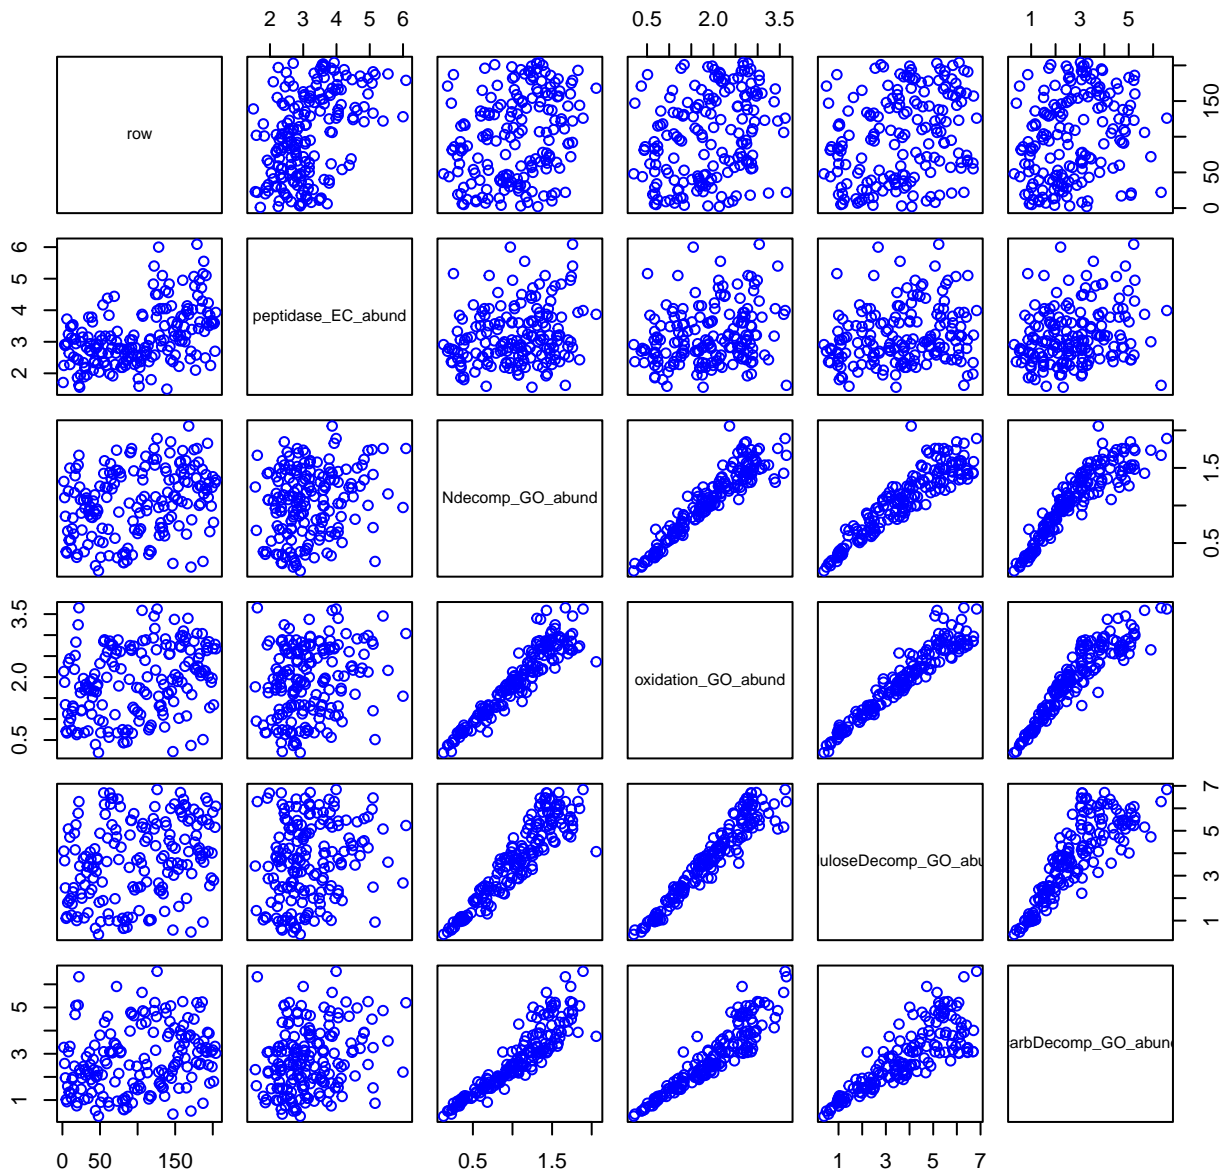 2 3 4 5 6
0.5 2.0 3.5
1 3 5
row
0 50 150
peptidase_EC_abund
2 3 4 5 6
Ndecomp_GO_abund
0.5 1.5
oxidation_GO_abund
0.5 2.0 3.5
uloseDecomp_GO_abu
1 3 5 7
arbDecomp_GO_abun
1 3 5
0 50 150
0.5 1.5
1 3 5 7